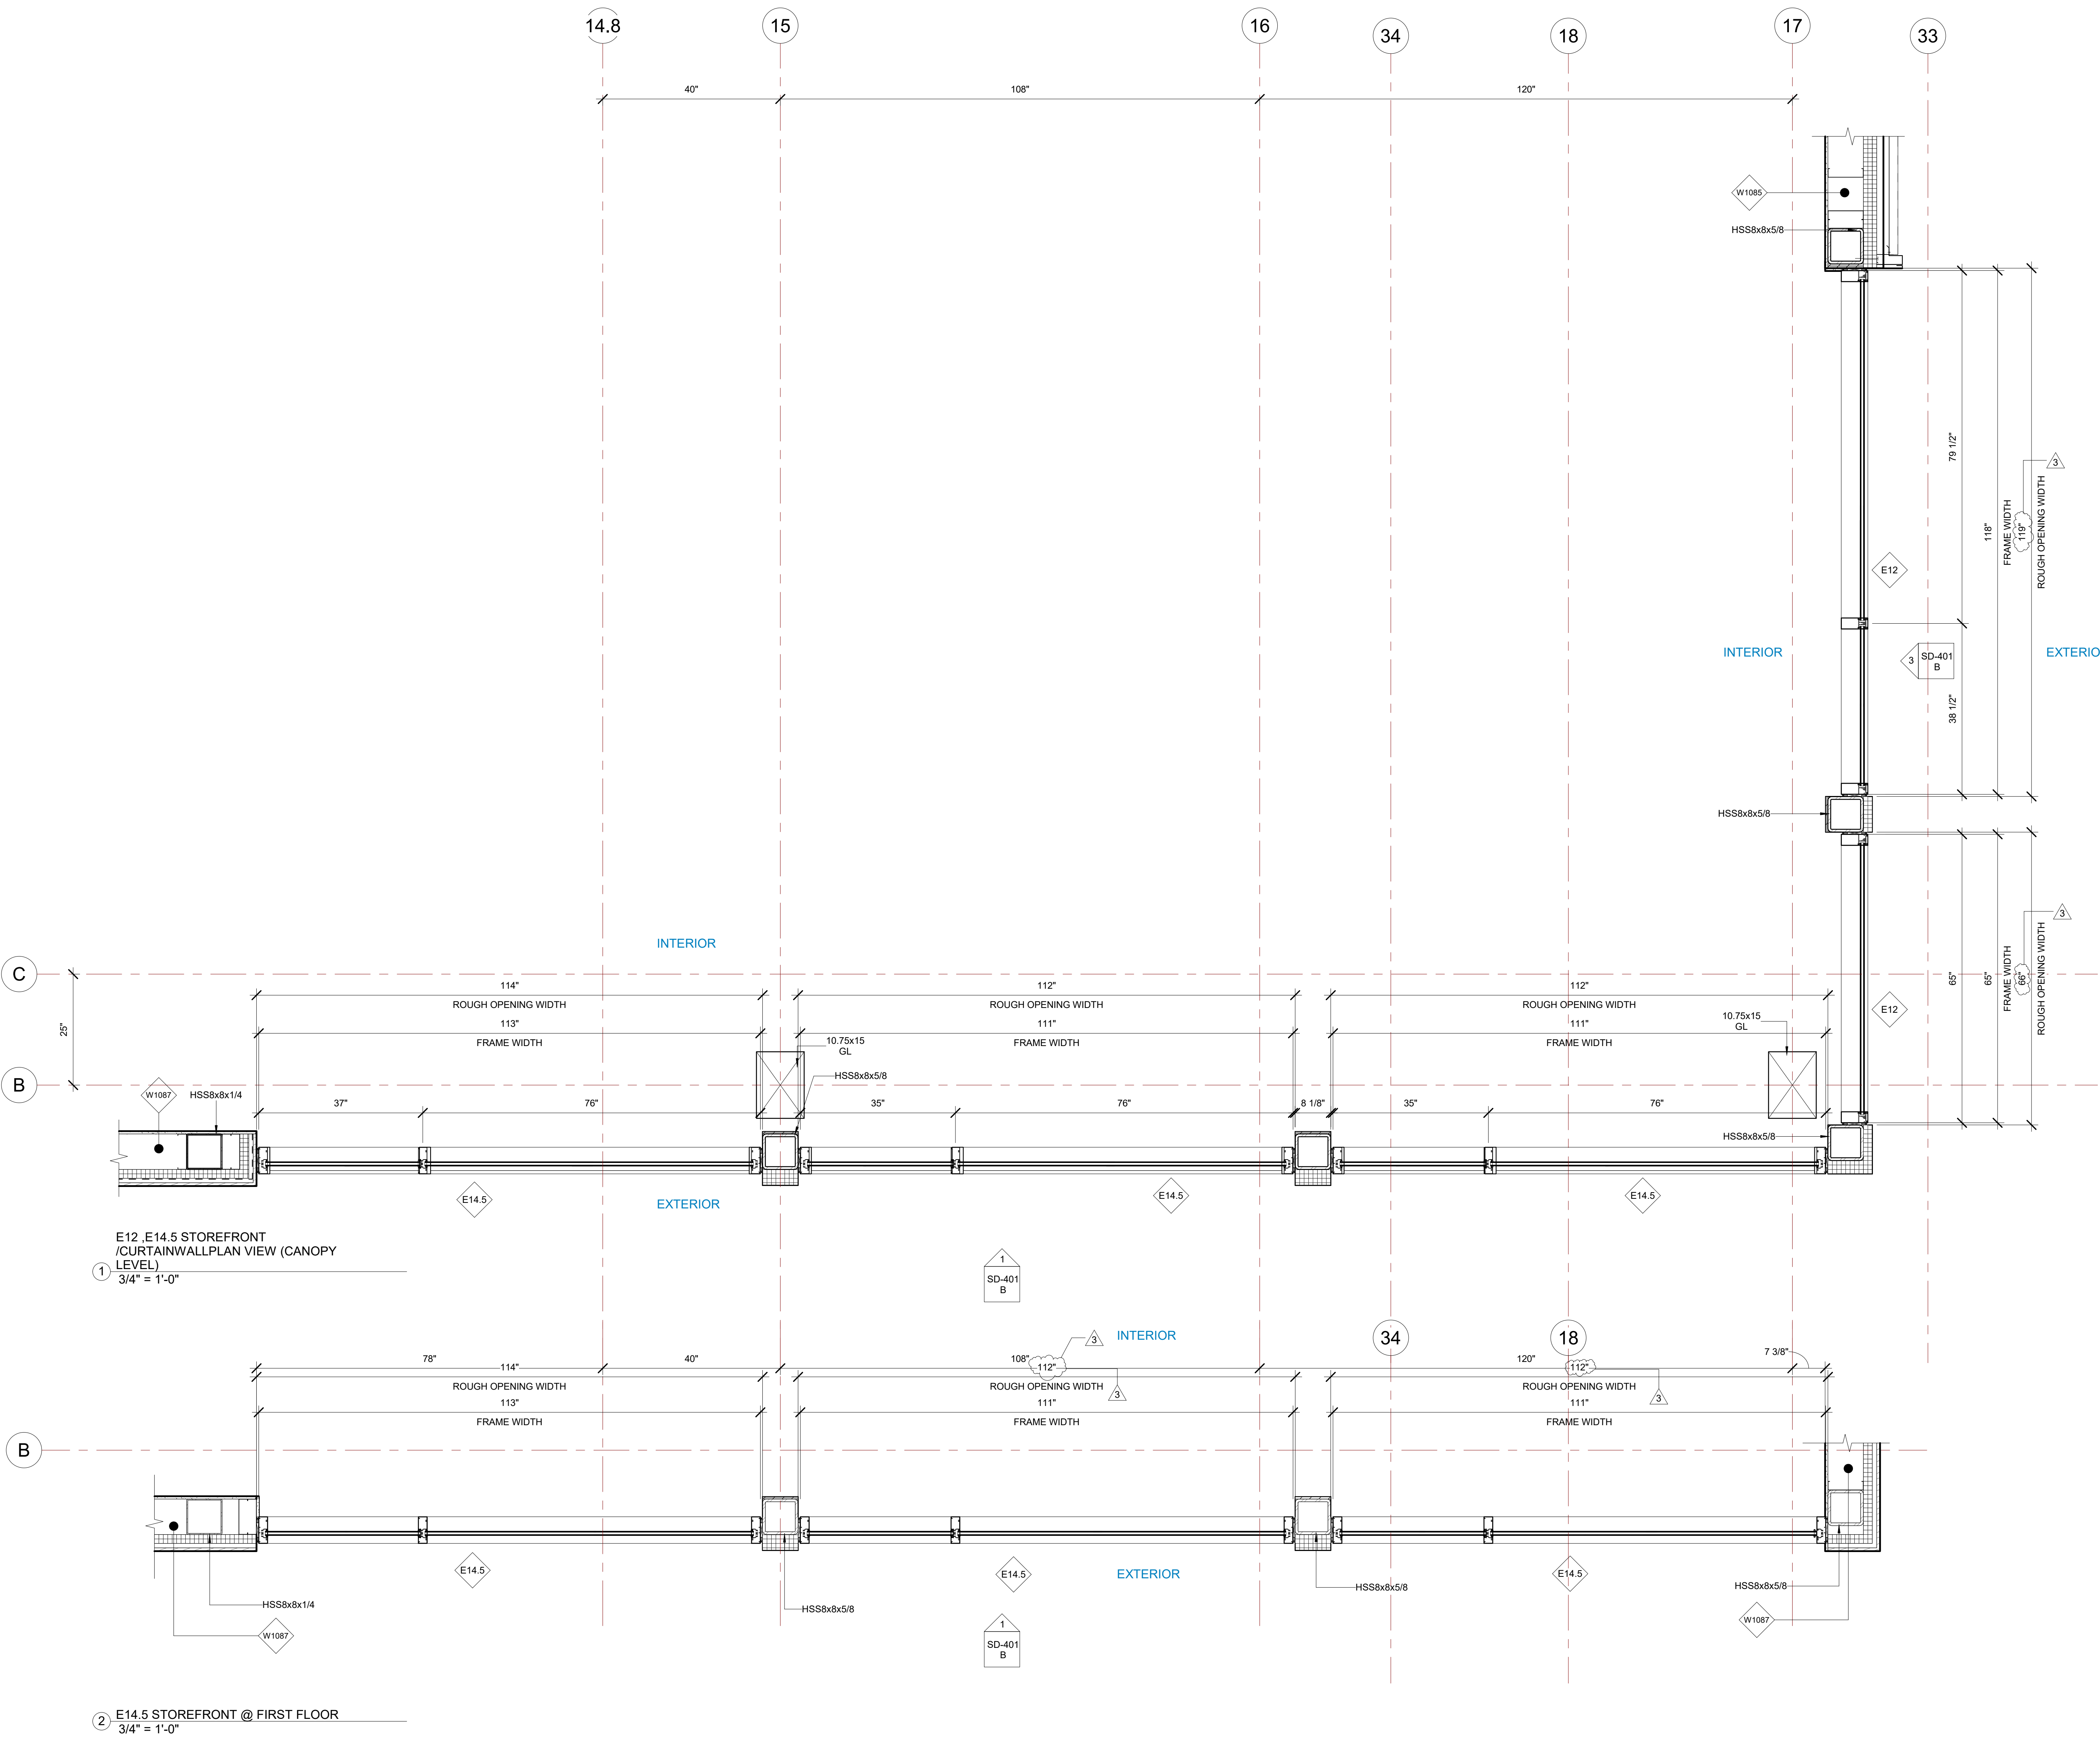 14.8
15
16
34
18
17
33
40"
108"
120"
W1085
HSS8x8x5/8
79 1/2"
3
118"
FRAME WIDTH
119"
ROUGH OPENING WIDTH
E12
INTERIOR
3
SD-401
B
EXTERIO
38 1/2"
HSS8x8x5/8
3
65"
65"
FRAME WIDTH
66"
ROUGH OPENING WIDTH
E12
INTERIOR
C
25"
B
114"
ROUGH OPENING WIDTH
113"
FRAME WIDTH
112"
ROUGH OPENING WIDTH
111"
FRAME WIDTH
112"
ROUGH OPENING WIDTH
111"
FRAME WIDTH
10.75x15
GL
10.75x15
GL
HSS8x8x5/8
W1087
HSS8x8x1/4
37"
76"
35"
76"
8 1/8"
35"
76"
HSS8x8x5/8
E14.5
EXTERIOR
E14.5
E14.5
E12 ,E14.5 STOREFRONT
/CURTAINWALLPLAN VIEW (CANOPY
LEVEL)
1
3/4" = 1'-0"
1
SD-401
B
3
INTERIOR
34
18
78"
114"
40"
108"
112"
120"
112"
7 3/8"
ROUGH OPENING WIDTH
ROUGH OPENING WIDTH
3
ROUGH OPENING WIDTH
3
113"
FRAME WIDTH
111"
FRAME WIDTH
111"
FRAME WIDTH
B
E14.5
E14.5
EXTERIOR
E14.5
HSS8x8x1/4
HSS8x8x5/8
HSS8x8x5/8
HSS8x8x5/8
W1087
W1087
1
SD-401
B
2
E14.5 STOREFRONT @ FIRST FLOOR
3/4" = 1'-0"